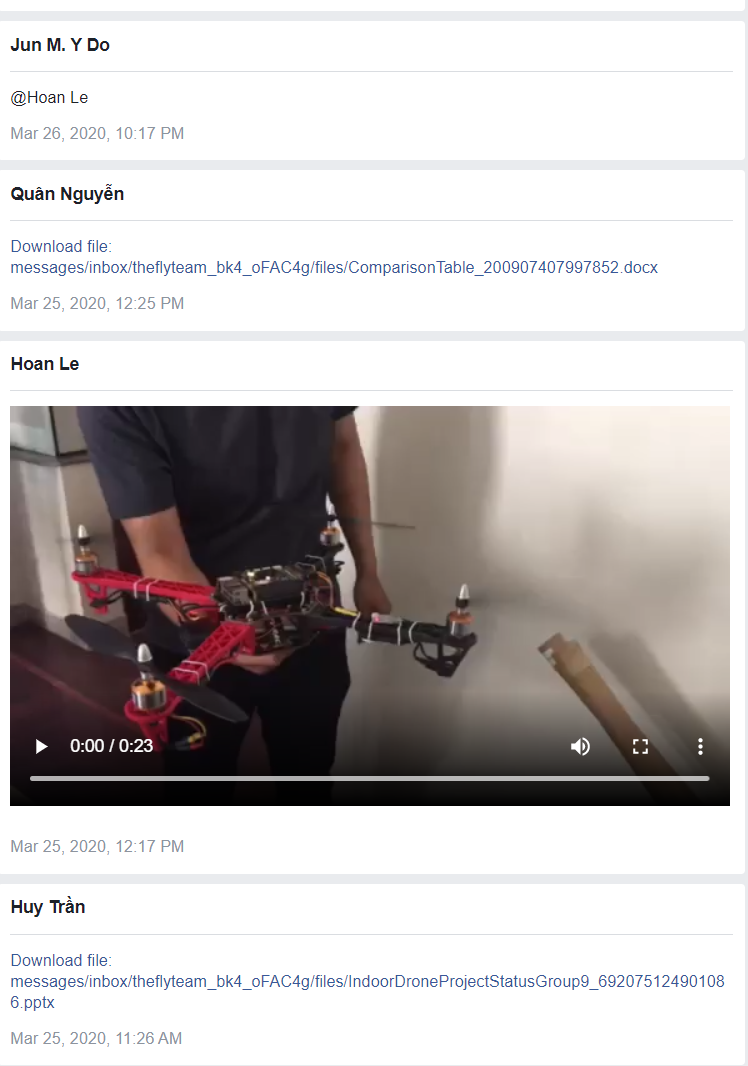 Jun M. Y Do
@Hoan Le
Mar 26, 2020, 10:17 PM
Quân Nguyễn
Download file:
messages/inbox/theflyteam_bk4_oFAC4g/files/ComparisonTable_200907407997852.docx
Mar 25, 2020, 12:25 PM
Hoan Le
0:00 / 0:23
Mar 25, 2020, 12:17 PM
Huy Trần
Download file:
messages/inbox/theflyteam_bk4_oFAC4g/files/IndoorDroneProjectStatusGroup9_69207512490108
6.pptx
Mar 25, 2020, 11:26 AM